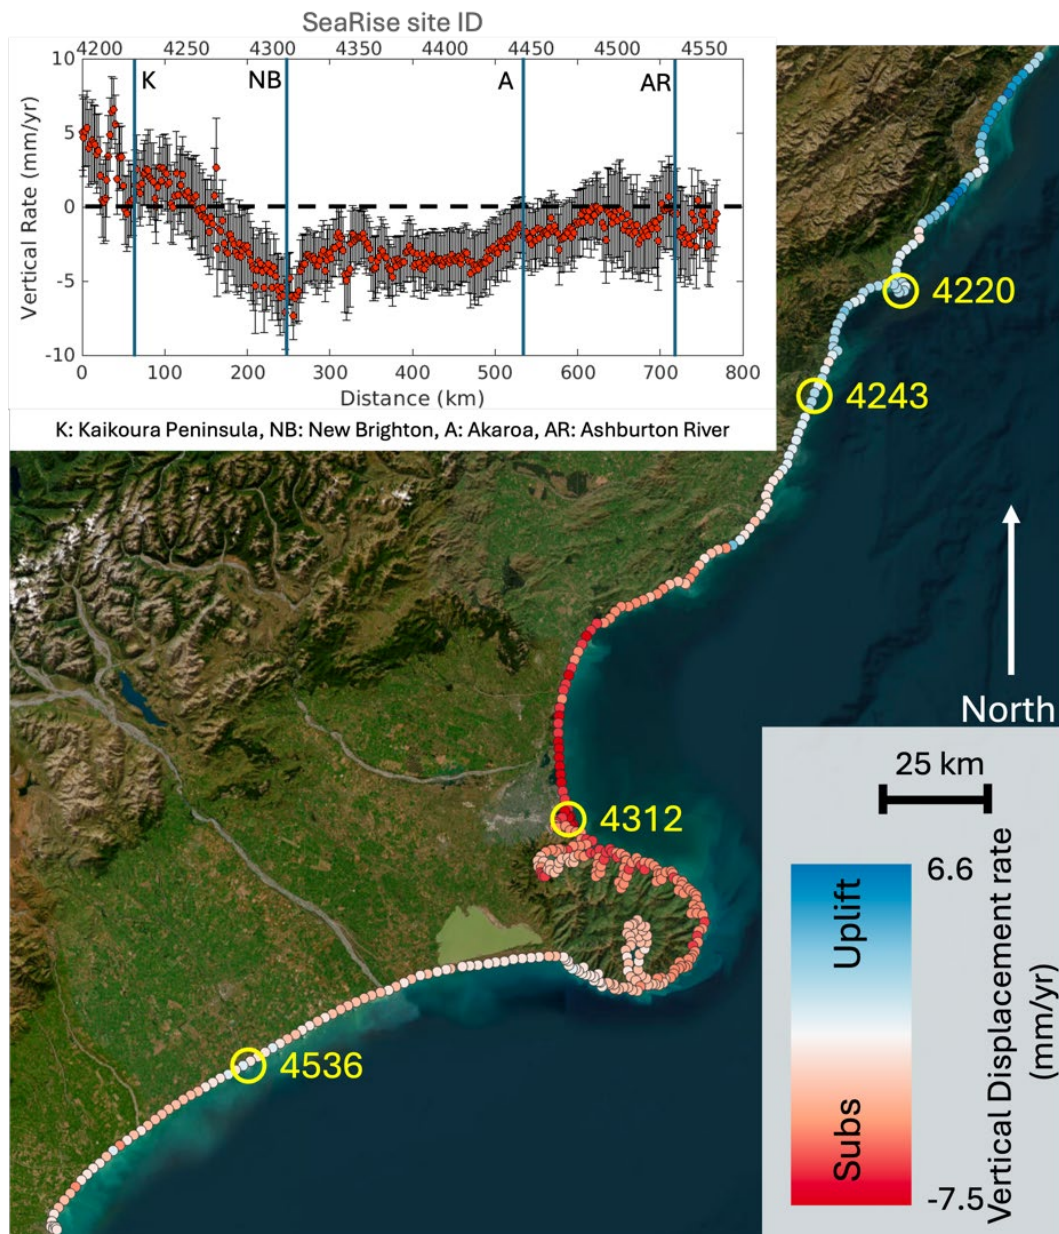 SeaRise site ID
4200 4250 4300 4350 4400 4450 4500 4550
10
5
0
-5
-10
Vertical Rate (mm/yr)
K NB A AR
0 100 200 300 400 500 600 700 800
Distance (km)
K: Kaikoura Peninsula, NB: New Brighton, A: Akaroa, AR: Ashburton River
4220
4243
North
25 km
4312
6.6
Uplift
Subs
-7.5
Vertical Displacement rate
(mm/yr)
4536